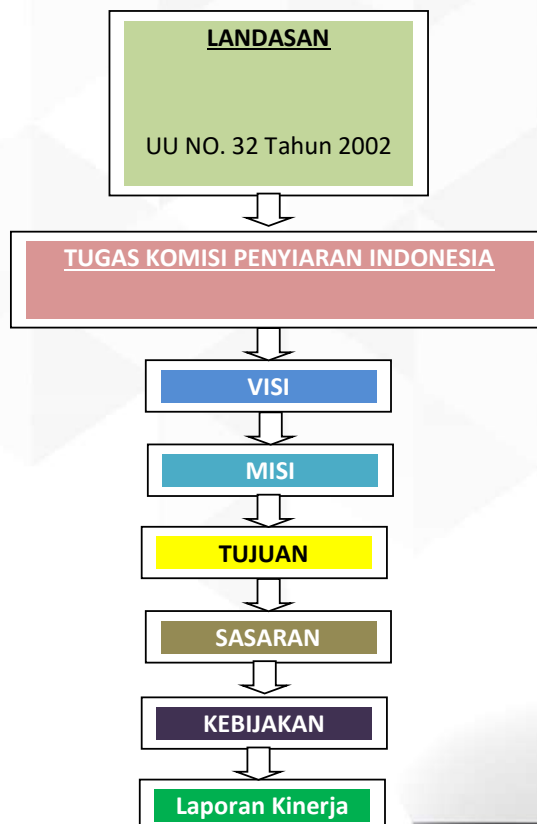 LANDASAN
UU NO. 32 Tahun 2002
TUGAS KOMISI PENYIARAN INDONESIA
VISI
MISI
TUJUAN
SASARAN
KEBIJAKAN
Laporan Kinerja